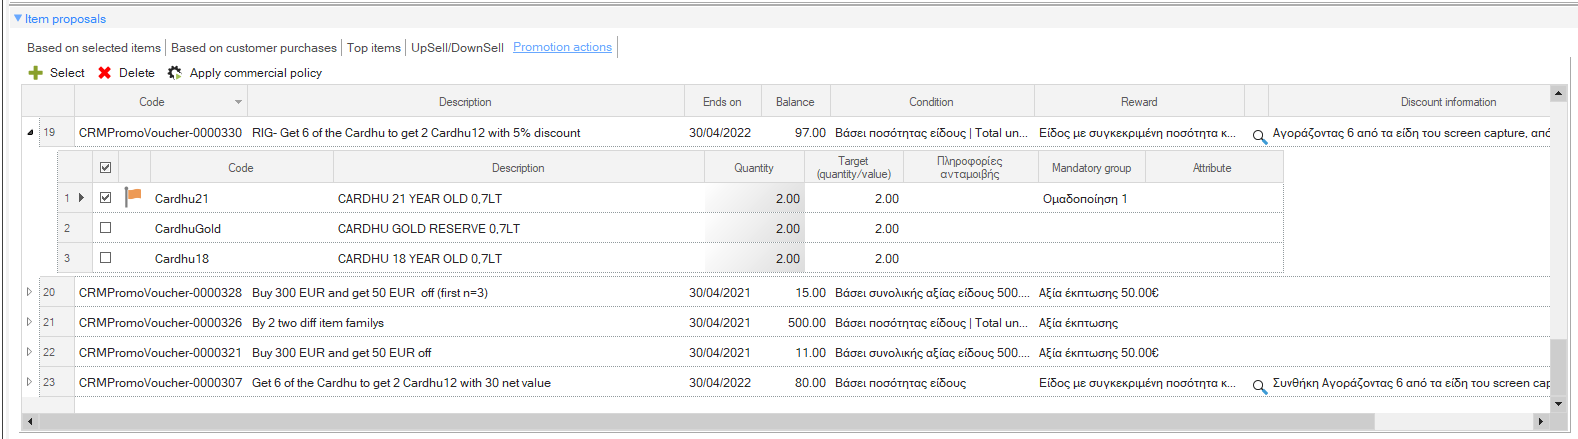 Item proposals
Based on selected items | Based on customer purchases | Top items | UpSell/DownSell | Promotion actions
Select Delete Apply commercial policy
Code Description Ends on Balance Condition Reward Discount information
19 CRMPromoVoucher-0000330 RIG- Get 6 of the Cardhu to get 2 Cardhu12 with 5% discount 30/04/2022 97.00 Βάσει ποσότητας είδους | Total un... Είδος με συγκεκριμένη ποσότητα κ... Αγοράζοντας 6 από τα είδη του screen capture, από
Code Description Quantity Target (quantity/value) Πληροφορίες ανταμοιβής Mandatory group Attribute
1 Cardhu21 CARDHU 21 YEAR OLD 0,7LT 2.00 2.00 Ομαδοποίηση 1
2 CardhuGold CARDHU GOLD RESERVE 0,7LT 2.00 2.00
3 Cardhu18 CARDHU 18 YEAR OLD 0,7LT 2.00 2.00
20 CRMPromoVoucher-0000328 Buy 300 EUR and get 50 EUR off (first n=3) 30/04/2021 15.00 Βάσει συνολικής αξίας είδους 500.... Αξία έκπτωσης 50.00€
21 CRMPromoVoucher-0000326 By 2 two diff item familys 30/04/2021 500.00 Βάσει ποσότητας είδους | Total un... Αξία έκπτωσης
22 CRMPromoVoucher-0000321 Buy 300 EUR and get 50 EUR off 30/04/2021 11.00 Βάσει συνολικής αξίας είδους 500.... Αξία έκπτωσης 50.00€
23 CRMPromoVoucher-0000307 Get 6 of the Cardhu to get 2 Cardhu12 with 30 net value 30/04/2022 80.00 Βάσει ποσότητας είδους Είδος με συγκεκριμένη ποσότητα κ... Συνθήκη Αγοράζοντας 6 από τα είδη του screen cap